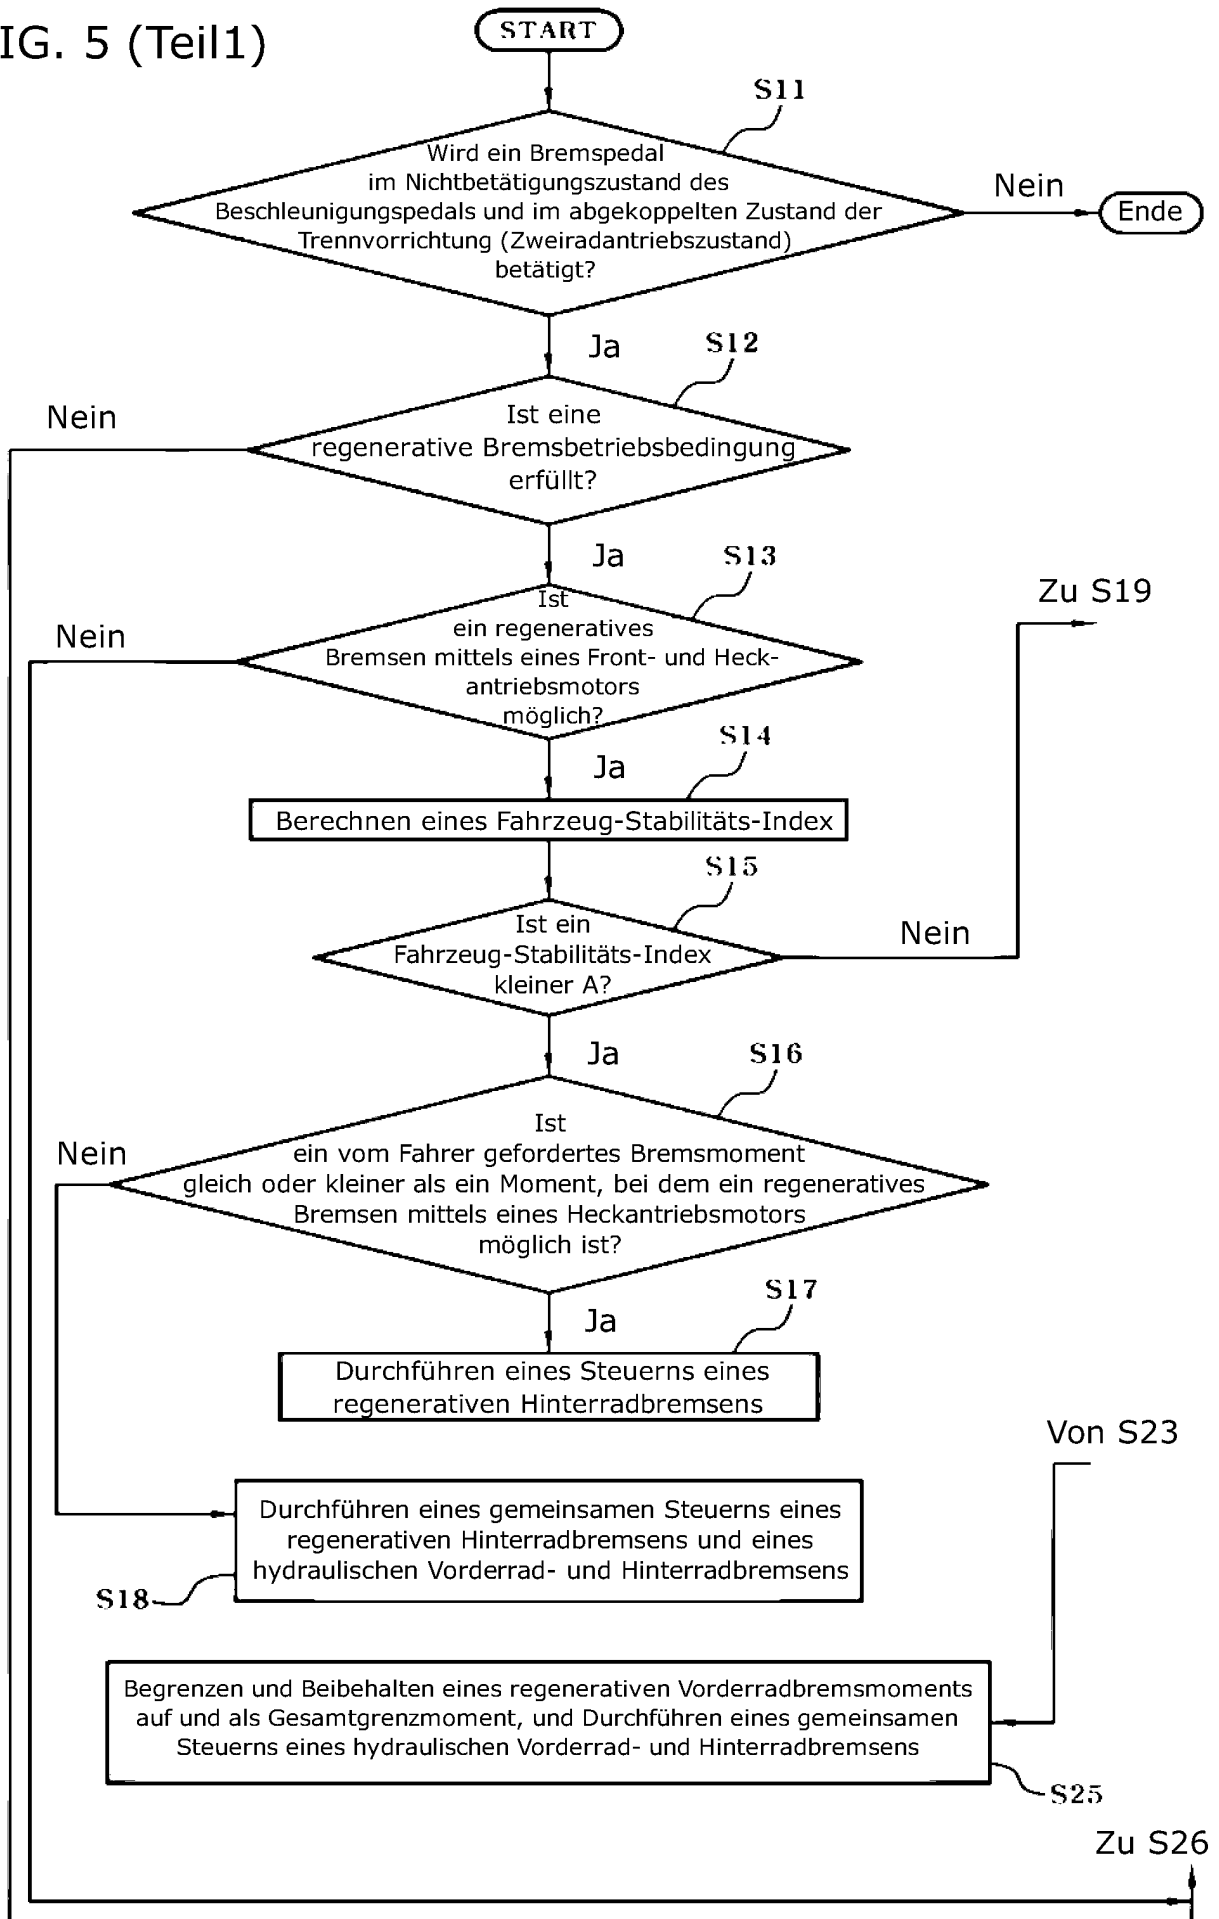 IG. 5 (Teil1)
START
S11
Wird ein Bremspedal
im Nichtbetätigungszustand des
Beschleunigungspedals und im abgekoppelten Zustand der
Trennvorrichtung (Zweiradantriebszustand)
betätigt?
Nein
Ende
Ja
S12
Nein
Ist eine
regenerative Bremsbetriebsbedingung
erfüllt?
Ja
S13
Zu S19
Nein
Ist
ein regeneratives
Bremsen mittels eines Front- und Heck-
antriebsmotors
möglich?
Ja
S14
Berechnen eines Fahrzeug-Stabilitäts-Index
S15
Ist ein
Fahrzeug-Stabilitäts-Index
kleiner A?
Nein
Ja
S16
Nein
Ist
ein vom Fahrer gefordertes Bremsmoment
gleich oder kleiner als ein Moment, bei dem ein regeneratives
Bremsen mittels eines Heckantriebsmotors
möglich ist?
Ja
S17
Durchführen eines Steuerns eines
regenerativen Hinterradbremsens
Von S23
Durchführen eines gemeinsamen Steuerns eines
regenerativen Hinterradbremsens und eines
hydraulischen Vorderrad- und Hinterradbremsens
S18
Begrenzen und Beibehalten eines regenerativen Vorderradbremsmoments
auf und als Gesamtgrenzmoment, und Durchführen eines gemeinsamen
Steuerns eines hydraulischen Vorderrad- und Hinterradbremsens
S25
Zu S26